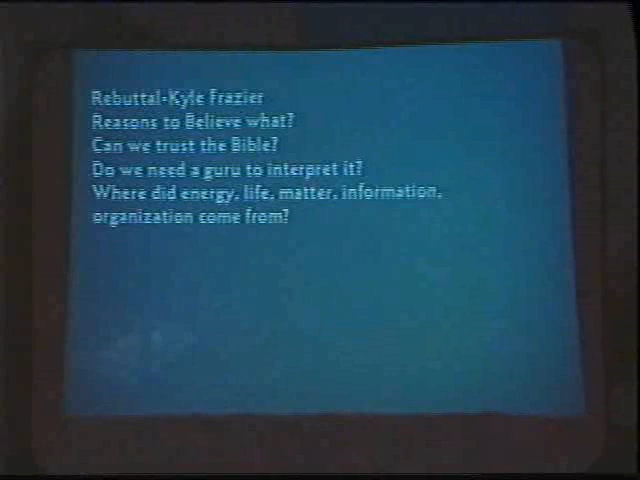 Rebuttal-Kyle Frazier
Reasons to Believe what?
Can we trust the Bible?
Do we need a guru to interpret it?
Where did energy, life, matter, information,
organization come from?